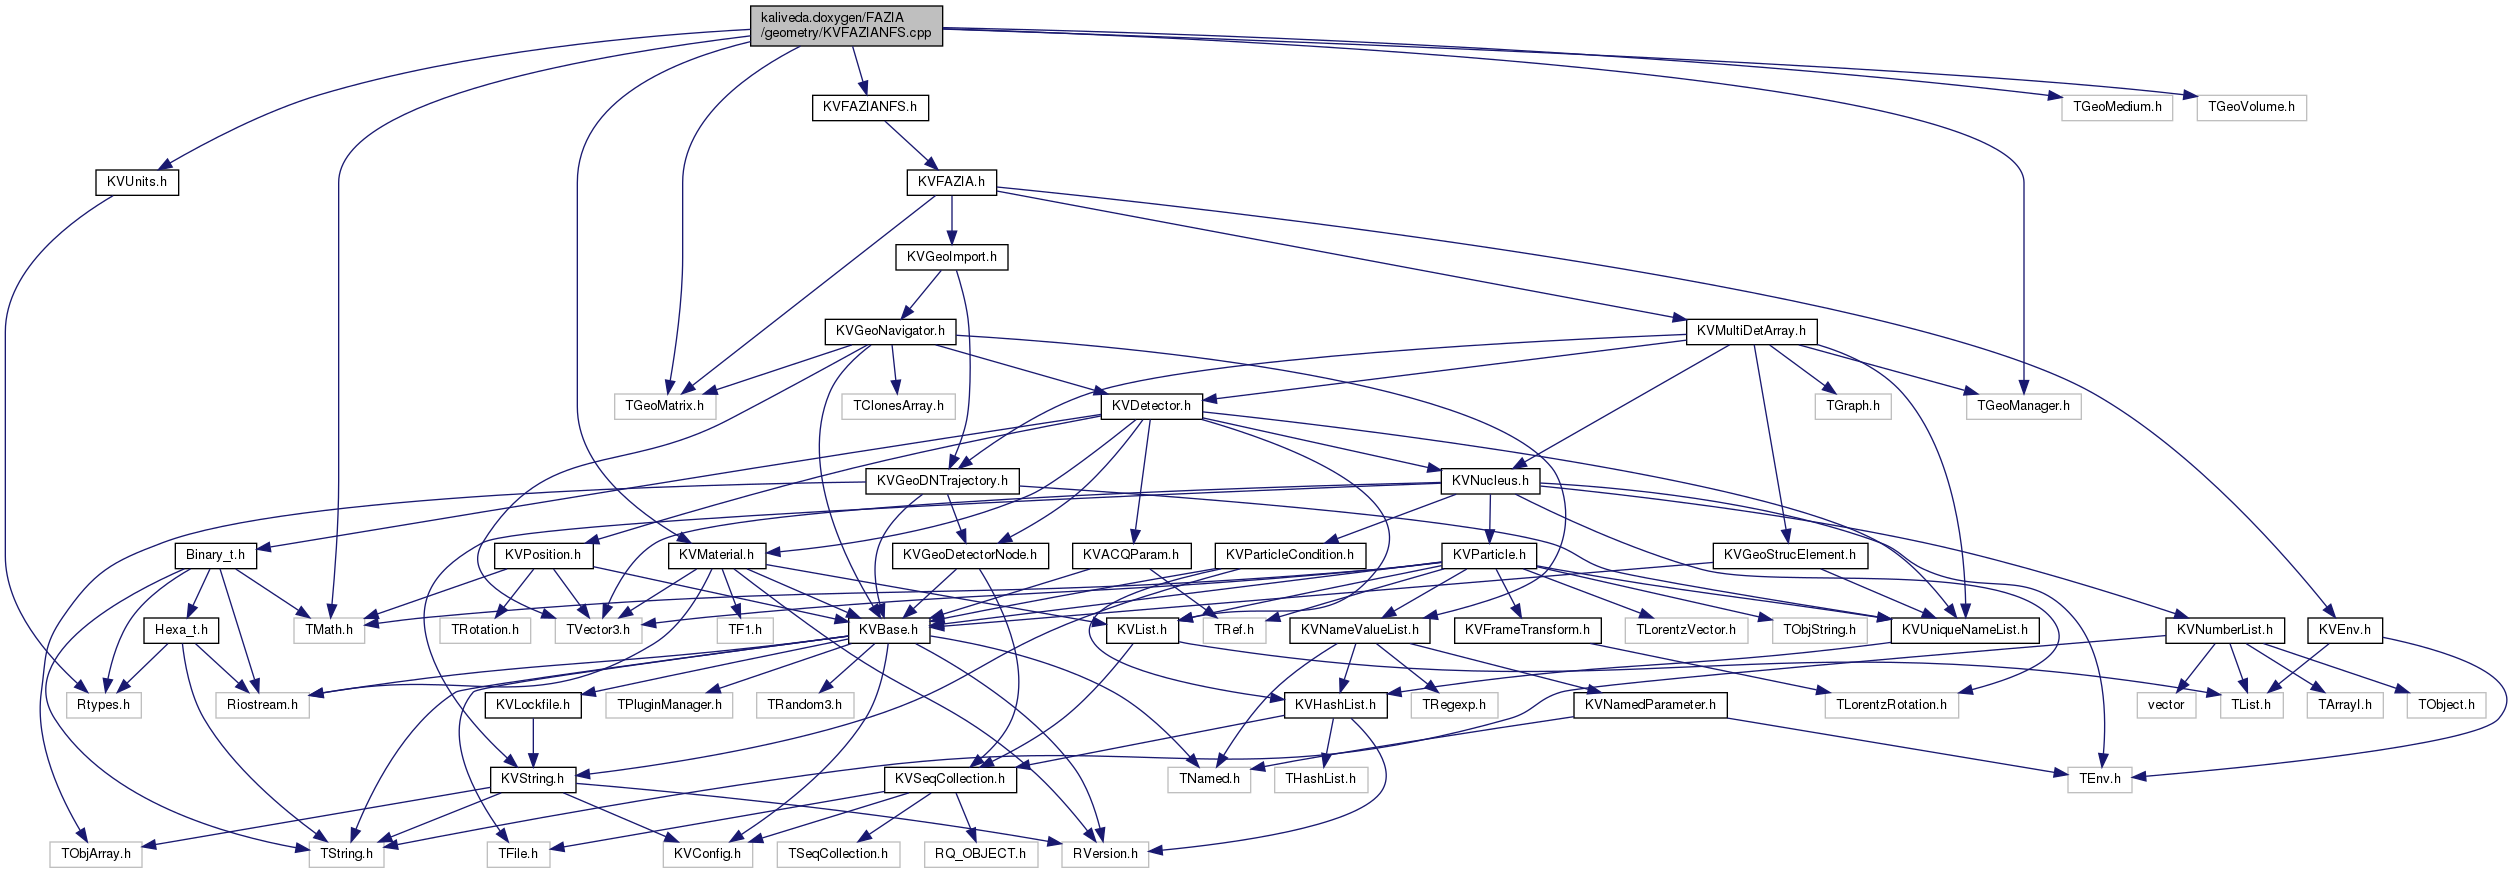 kaliveda.doxygen/FAZIA
/geometry/KVFAZIANFS.cpp
KVFAZIANFS.h
TGeoMedium.h
TGeoVolume.h
KVUnits.h
KVFAZIA.h
KVGeoImport.h
KVGeoNavigator.h
KVMultiDetArray.h
TGeoMatrix.h
TClonesArray.h
KVDetector.h
TGraph.h
TGeoManager.h
KVGeoDNTrajectory.h
KVNucleus.h
Binary_t.h
KVPosition.h
KVMaterial.h
KVGeoDetectorNode.h
KVACQParam.h
KVParticleCondition.h
KVParticle.h
KVGeoStrucElement.h
Hexa_t.h
TMath.h
TRotation.h
TVector3.h
TF1.h
KVBase.h
KVList.h
TRef.h
KVNameValueList.h
KVFrameTransform.h
TLorentzVector.h
TObjString.h
KVUniqueNameList.h
KVNumberList.h
KVEnv.h
Rtypes.h
Riostream.h
KVLockfile.h
TPluginManager.h
TRandom3.h
KVHashList.h
TRegexp.h
KVNamedParameter.h
TLorentzRotation.h
vector
TList.h
TArrayI.h
TObject.h
KVString.h
KVSeqCollection.h
TNamed.h
THashList.h
TEnv.h
TObjArray.h
TString.h
TFile.h
KVConfig.h
TSeqCollection.h
RQ_OBJECT.h
RVersion.h